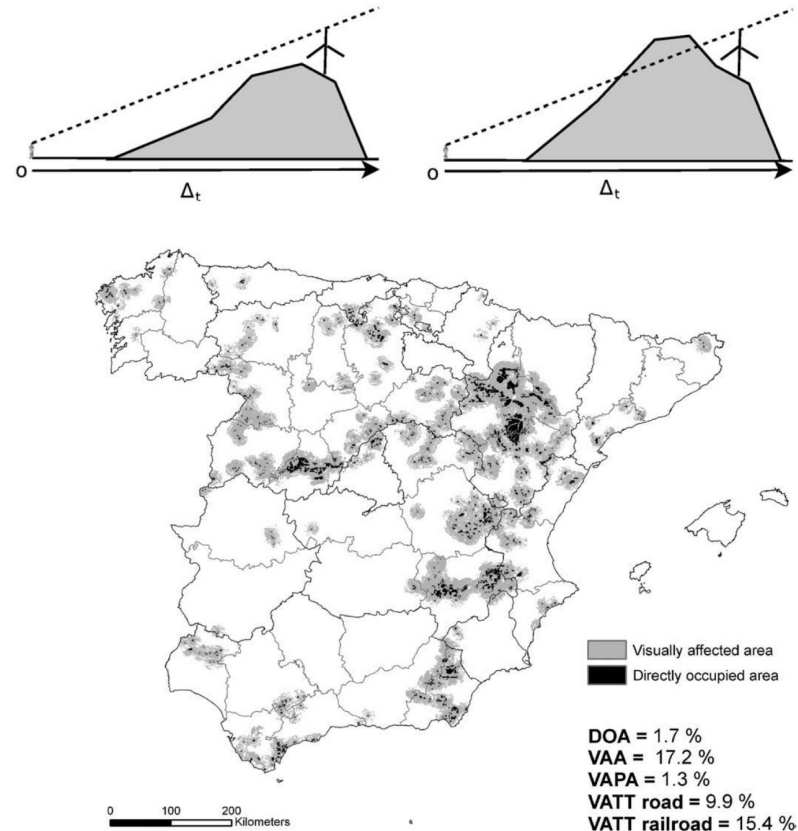 O
Δt
O
Δt
Visually affected area
Directly occupied area
DOA = 1.7 %
VAA = 17.2 %
VAPA = 1.3 %
VATT road = 9.9 %
VATT railroad = 15.4 %
0 100 200
Kilometers